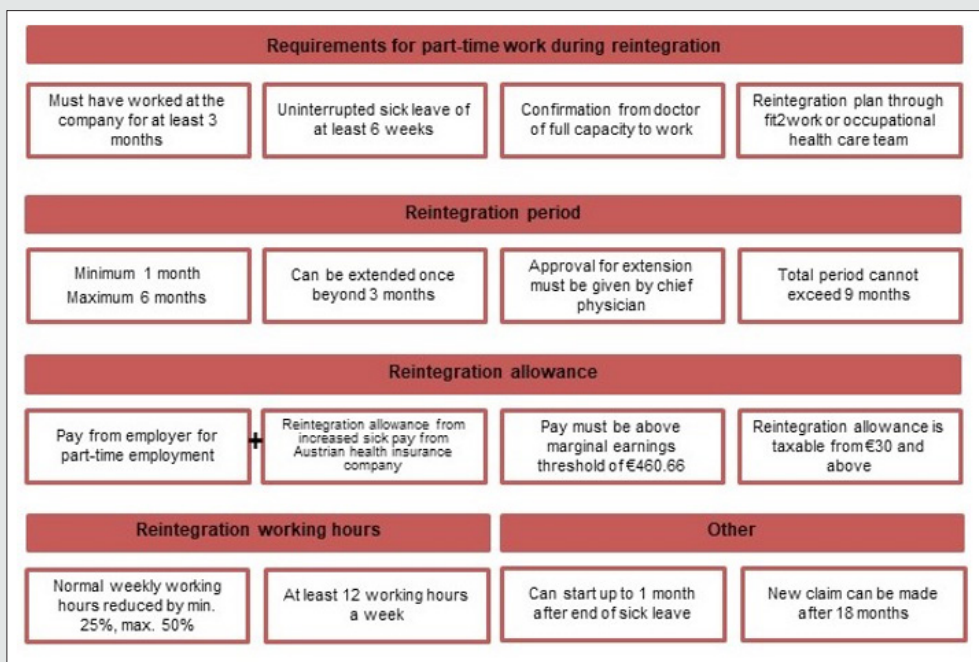 Requirements for part-time work during reintegration
Must have worked at the
company for at least 3
months
Uninterrupted sick leave of
at least 6 weeks
Confirmation from doctor
of full capacity to work
Reintegration plan through
fit2work or occupational
health care team
Reintegration period
Minimum 1 month
Maximum 6 months
Can be extended once
beyond 3 months
Approval for extension
must be given by chief
physician
Total period cannot
exceed 9 months
Reintegration allowance
Pay from employer for
part-time employment
+
Reintegration allowance from
increased sick pay from
Austrian health insurance
company
Pay must be above
marginal earnings
threshold of €460.66
Reintegration allowance is
taxable from €30 and
above
Reintegration working hours
Normal weekly working
hours reduced by min.
25%, max. 50%
At least 12 working hours
a week
Other
Can start up to 1 month
after end of sick leave
New claim can be made
after 18 months